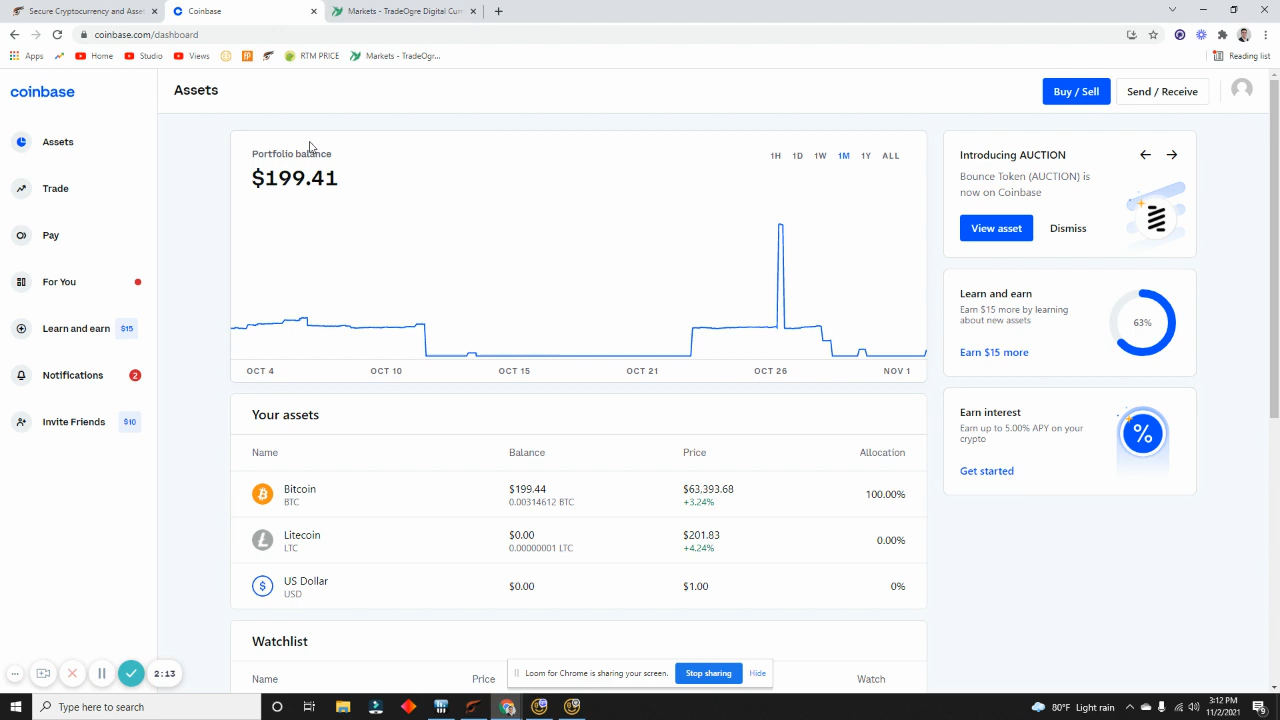 Secure Cryptocurrency and Asse
Coinbase
Markets - TradeOgre Digital Cur
coinbase.com/dashboard
Apps
Home
Studio
Views
RTM PRICE
Markets - TradeOgr...
Reading list
coinbase
Assets
Buy / Sell
Send / Receive
Assets
Trade
Pay
For You
Learn and earn $15
Notifications 2
Invite Friends $10
Portfolio balance
$199.41
1H 1D 1W 1M 1Y ALL
OCT 4 OCT 10 OCT 15 OCT 21 OCT 26 NOV 1
Introducing AUCTION
Bounce Token (AUCTION) is
now on Coinbase
View asset Dismiss
Learn and earn
Earn $15 more by learning
about new assets
Earn $15 more
63%
Earn interest
Earn up to 5.00% APY on your
crypto
Get started
%
Your assets
Name Balance Price Allocation
Bitcoin $199.44 $63,393.68 100.00%
BTC 0.00314612 BTC +3.24%
Litecoin $0.00 $201.83 0.00%
LTC 0.00000001 LTC +4.24%
US Dollar $0.00 $1.00 0%
USD
Watchlist
Name Price Watch
2:13
Loom for Chrome is sharing your screen. Stop sharing Hide
Type here to search
80°F Light rain
3:12 PM
11/2/2021